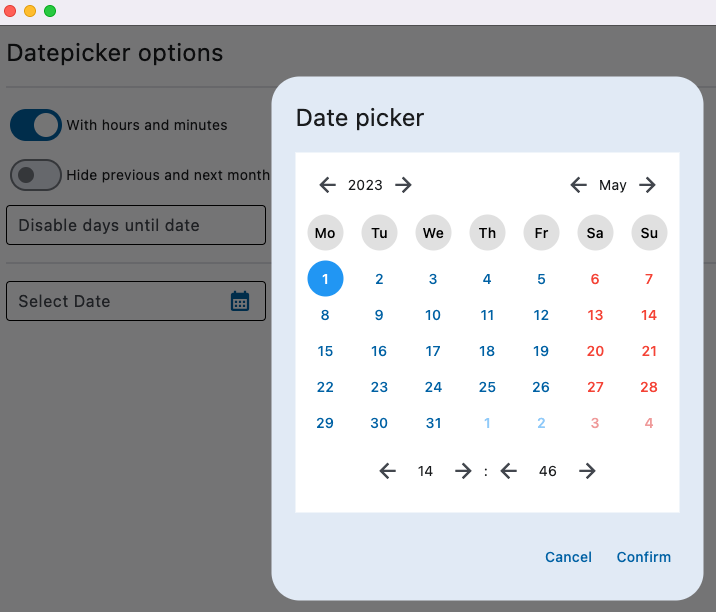 Datepicker options
With hours and minutes
Hide previous and next month
Disable days until date
Select Date
Date picker
2023 May
Mo Tu We Th Fr Sa Su
1 2 3 4 5 6 7
8 9 10 11 12 13 14
15 16 17 18 19 20 21
22 23 24 25 26 27 28
29 30 31 1 2 3 4
14 : 46
Cancel Confirm